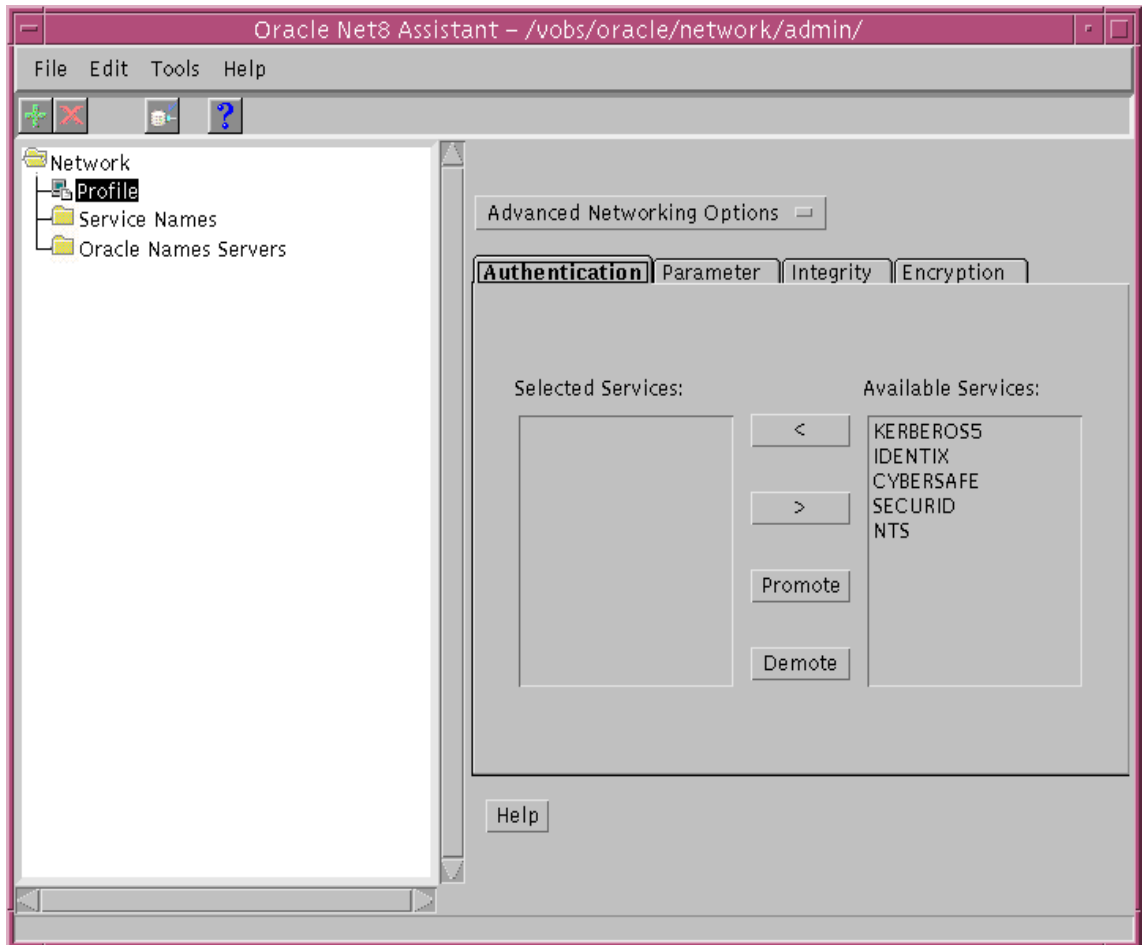 Oracle Net8 Assistant – /vobs/oracle/network/admin/
File Edit Tools Help
?
Network
Profile
Service Names
Oracle Names Servers
Advanced Networking Options
Authentication Parameter Integrity Encryption
Selected Services:
Available Services:
<
>
Promote
Demote
KERBEROS5
IDENTIX
CYBERSAFE
SECURID
NTS
Help